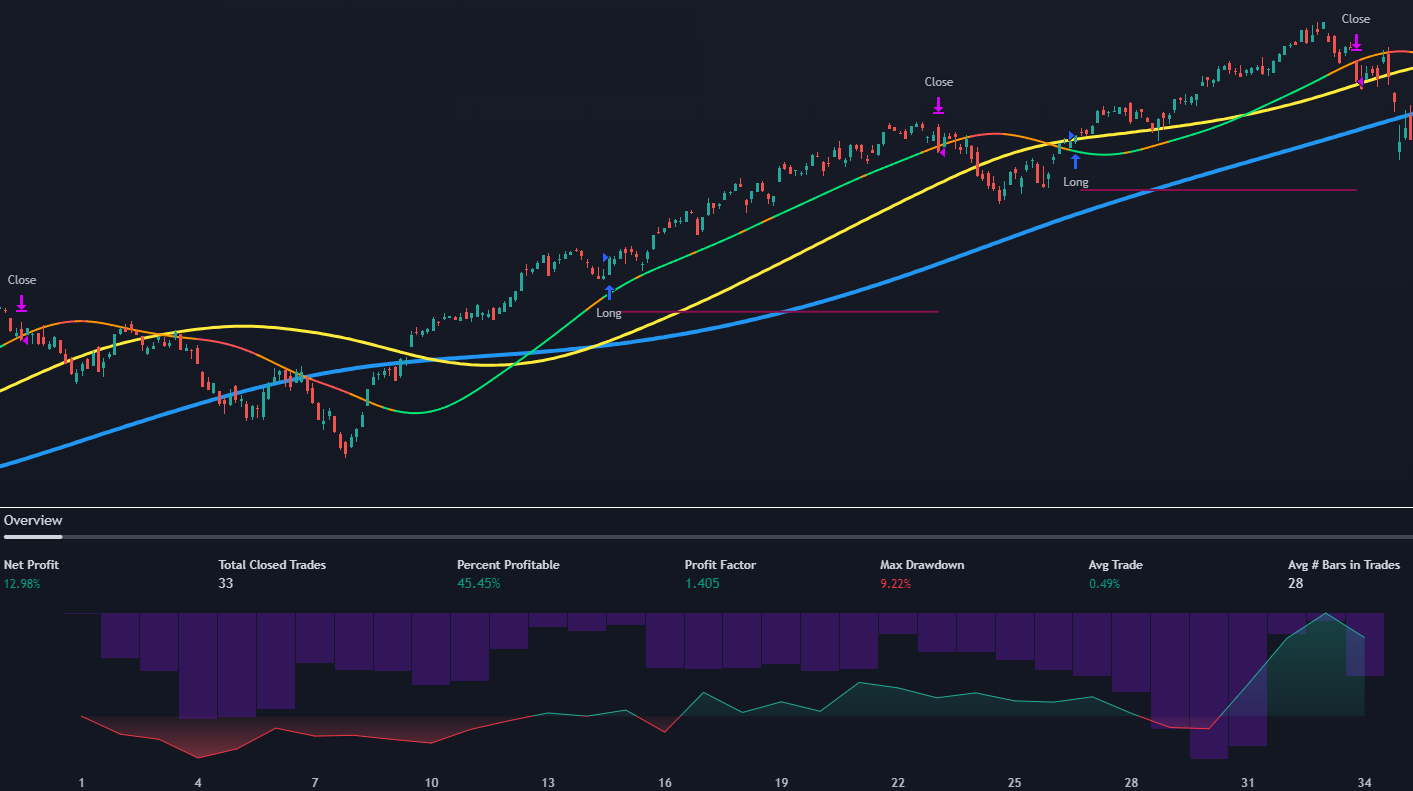 Close
Close
Close
Long
Long
Overview
Net Profit Total Closed Trades Percent Profitable Profit Factor Max Drawdown Avg Trade Avg # Bars in Trades
12.98% 33 45.45% 1.405 9.22% 0.49% 28
1 4 7 10 13 16 19 22 25 28 31 34